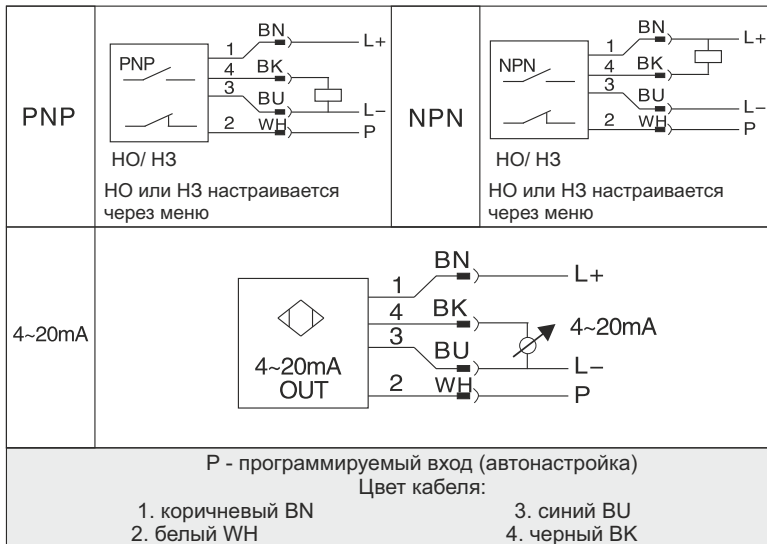 PNP
PNP
1 BN L+
4 BK
3
BU L−
2 WH P
НО/ НЗ
НО или НЗ настраивается
через меню
NPN
NPN
1 BN L+
4 BK
3
BU L−
2 WH P
НО/ НЗ
НО или НЗ настраивается
через меню
4~20mA
4~20mA
OUT
1 BN L+
4 BK
4~20mA
3
BU L−
2 WH P
P - программируемый вход (автонастройка)
Цвет кабеля:
1. коричневый BN 3. синий BU
2. белый WH 4. черный BK